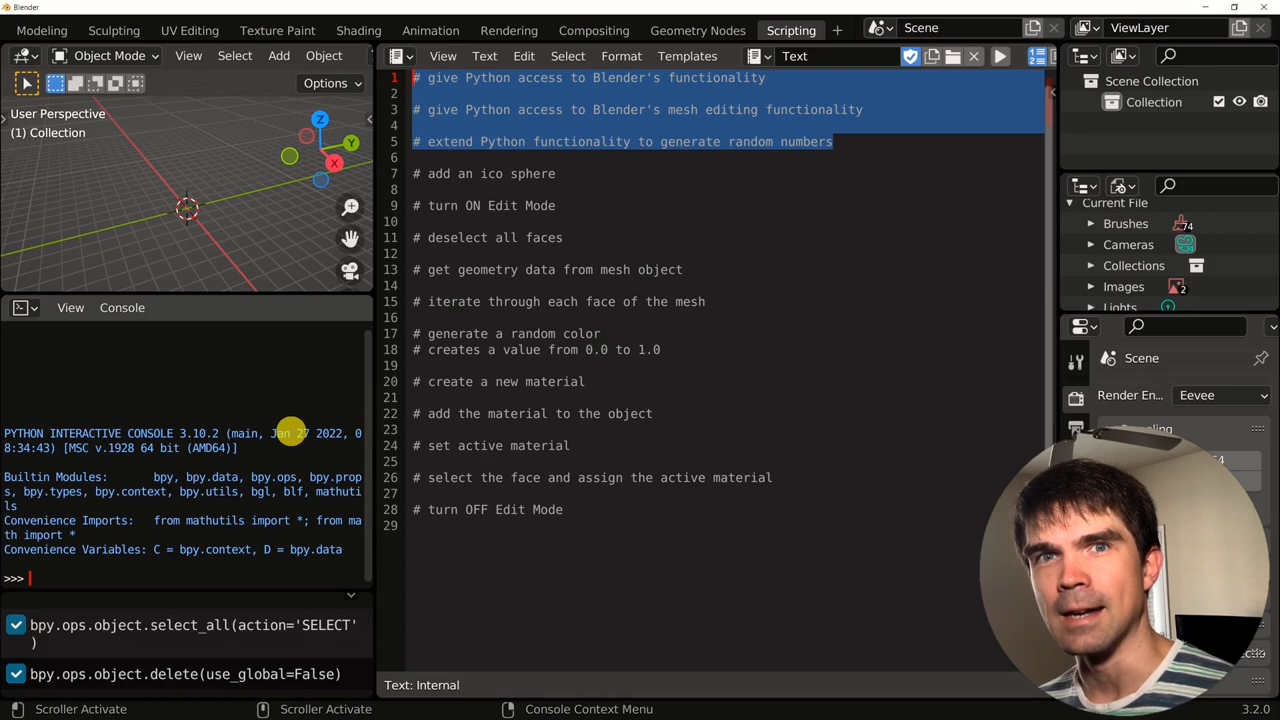 Blender
Modeling Sculpting UV Editing Texture Paint Shading Animation Rendering Compositing Geometry Nodes Scripting Scene ViewLayer
Object Mode View Select Add Object
View Text Edit Select Format Templates Text
Options
User Perspective
(1) Collection
Z
Y
X
1 # give Python access to Blender's functionality
2
3 # give Python access to Blender's mesh editing functionality
4
5 # extend Python functionality to generate random numbers
6
7 # add an ico sphere
8
9 # turn ON Edit Mode
10
11 # deselect all faces
12
13 # get geometry data from mesh object
14
15 # iterate through each face of the mesh
16
17 # generate a random color
18 # creates a value from 0.0 to 1.0
19
20 # create a new material
21
22 # add the material to the object
23
24 # set active material
25
26 # select the face and assign the active material
27
28 # turn OFF Edit Mode
29
Text: Internal
View Console
PYTHON INTERACTIVE CONSOLE 3.10.2 (main, Jan 27 2022, 0
8:34:43) [MSC v.1928 64 bit (AMD64)]
Builtin Modules: bpy, bpy.data, bpy.ops, bpy.prop
s, bpy.types, bpy.context, bpy.utils, bgl, blf, mathuti
ls
Convenience Imports: from mathutils import *; from ma
th import *
Convenience Variables: C = bpy.context, D = bpy.data
>>>
bpy.ops.object.select_all(action='SELECT'
)
bpy.ops.object.delete(use_global=False)
Scene Collection
Collection
Current File
Brushes 74
Cameras
Collections
Images 2
Lights
Scene
Render En... Eevee
Sampling
64
Scroller Activate Scroller Activate Console Context Menu 3.2.0